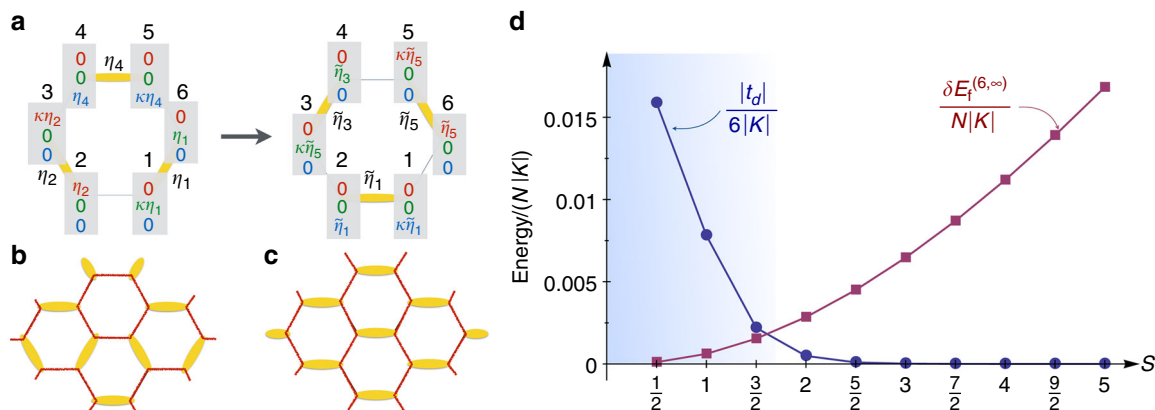 a
4 5
0 0
0 η₄ 0
η₄ κη₄
3 6
κη₂ 0
0 η₁
0 0
η₂ η₁
2 1
η₂ 0
0 κη₁
0 0
4 5
0 κη̃₅
η̃₃ 0
0 0
3 6
0 η̃₅
κη̃₅ 0
0 0
η̃₃ η̃₅
2 1
0 η̃₁ κη̃₁
0 0
η̃₁ κη̃₁
b
c
d
Energy/(N|K|)
0.015
0.01
0.005
0
|t_d|
6|K|
δE_f^(6,∞)
N|K|
1/2 1 3/2 2 5/2 3 7/2 4 9/2 5 S